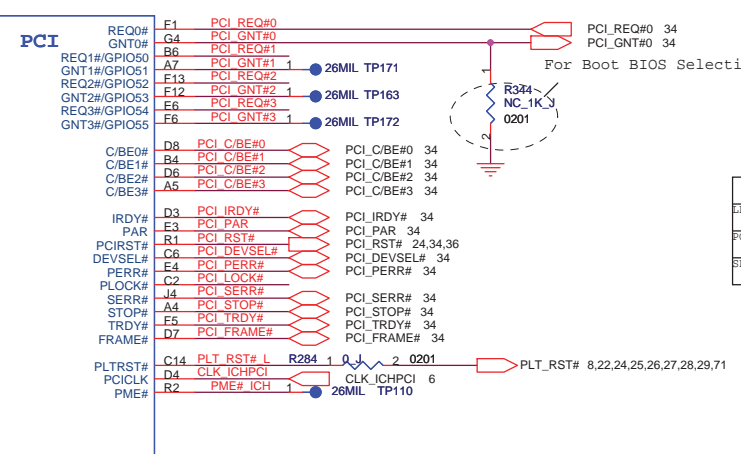 PCI
REQ0# F1 PCI_REQ#0 PCI_REQ#0 34
GNT0# G4 PCI_GNT#0 PCI_GNT#0 34
REQ1#/GPIO50 B6 PCI_REQ#1
GNT1#/GPIO51 A7 PCI_GNT#1 1 26MIL TP171
REQ2#/GPIO52 F13 PCI_REQ#2
GNT2#/GPIO53 F12 PCI_GNT#2 1 26MIL TP163
REQ3#/GPIO54 E6 PCI_REQ#3
GNT3#/GPIO55 F6 PCI_GNT#3 1 26MIL TP172
For Boot BIOS Selecti
1
R344
NC_1K_J
0201
2
C/BE0# D8 PCI_C/BE#0 PCI_C/BE#0 34
C/BE1# B4 PCI_C/BE#1 PCI_C/BE#1 34
C/BE2# D6 PCI_C/BE#2 PCI_C/BE#2 34
C/BE3# A5 PCI_C/BE#3 PCI_C/BE#3 34
IRDY# D3 PCI_IRDY# PCI_IRDY# 34
PAR E3 PCI_PAR PCI_PAR 34
PCIRST# R1 PCI_RST# PCI_RST# 24,34,36
DEVSEL# C6 PCI_DEVSEL# PCI_DEVSEL# 34
PERR# E4 PCI_PERR# PCI_PERR# 34
PLOCK# C2 PCI_LOCK#
SERR# J4 PCI_SERR# PCI_SERR# 34
STOP# A4 PCI_STOP# PCI_STOP# 34
TRDY# F5 PCI_TRDY# PCI_TRDY# 34
FRAME# D7 PCI_FRAME# PCI_FRAME# 34
PLTRST# C14 PLT_RST#_L R284 1 0_J 2 0201 PLT_RST# 8,22,24,25,26,27,28,29,71
PCICLK D4 CLK_ICHPCI CLK_ICHPCI 6
PME# R2 PME#_ICH 1 26MIL TP110